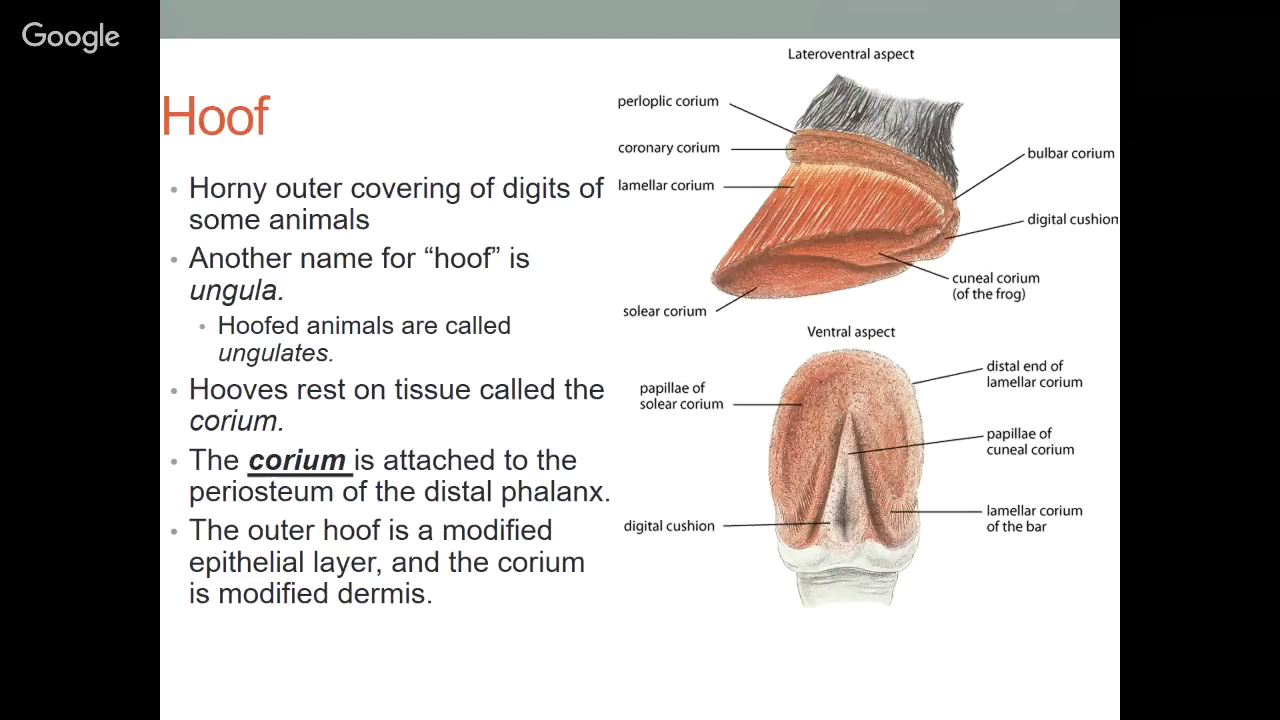 Google
Hoof
• Horny outer covering of digits of
some animals
• Another name for “hoof” is
ungula.
• Hoofed animals are called
ungulates.
• Hooves rest on tissue called the
corium.
• The corium is attached to the
periosteum of the distal phalanx.
• The outer hoof is a modified
epithelial layer, and the corium
is modified dermis.
Lateroventral aspect
perloplic corium
coronary corium
lamellar corium
solear corium
bulbar corium
digital cushion
cuneal corium
(of the frog)
Ventral aspect
papillae of
solear corium
digital cushion
distal end of
lamellar corium
papillae of
cuneal corium
lamellar corium
of the bar